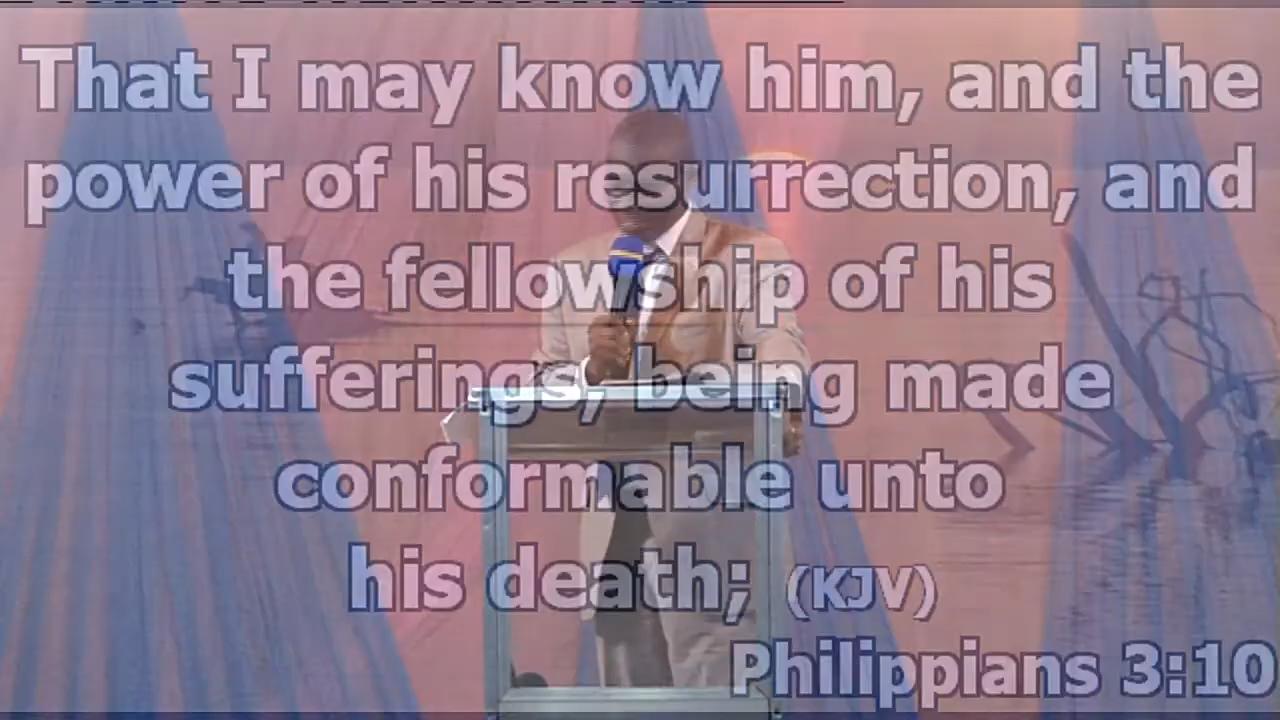 That I may know him, and the
power of his resurrection, and
the fellowship of his
sufferings, being made
conformable unto
his death; (KJV)
Philippians 3:10